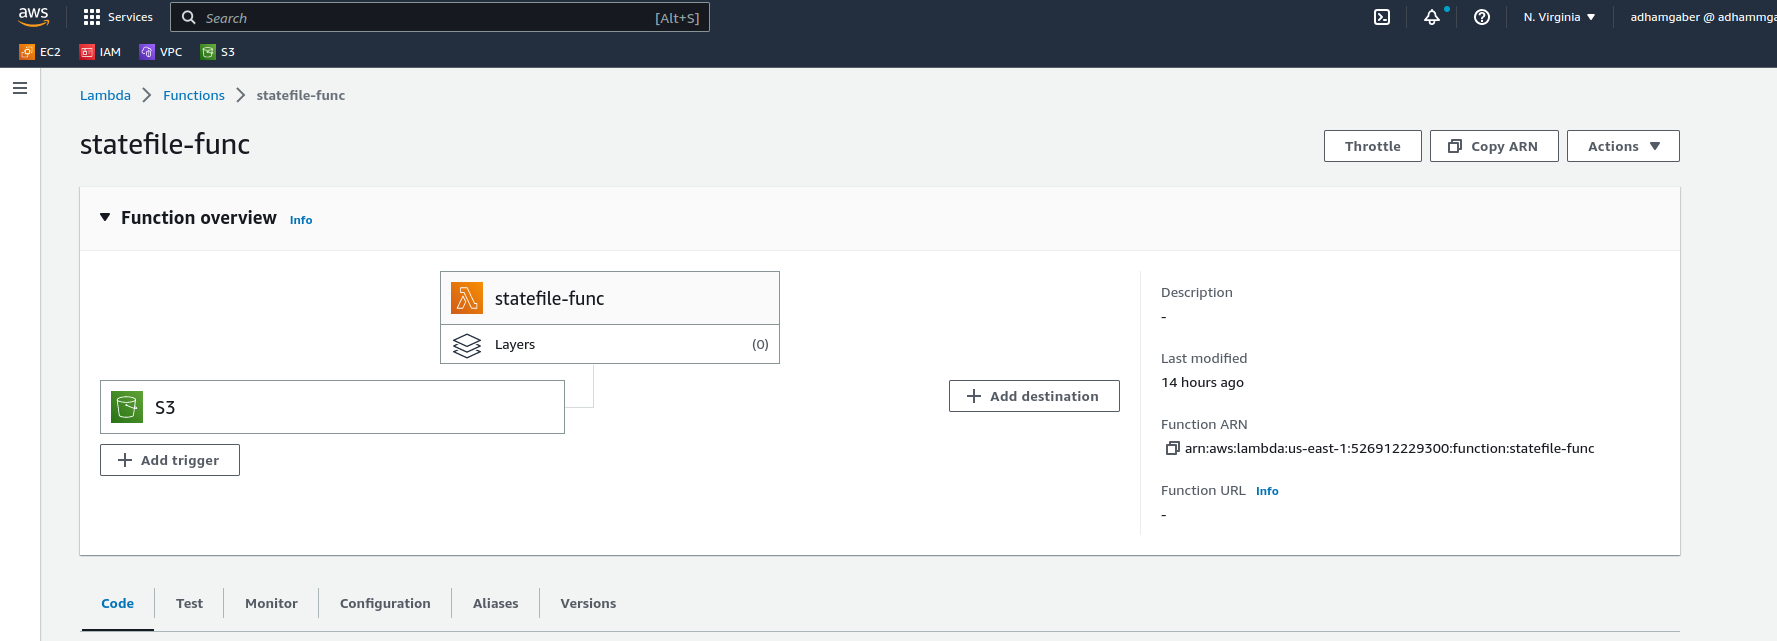 aws Services Search [Alt+S] N. Virginia adhamgaber @ adhammga
EC2 IAM VPC S3
Lambda Functions statefile-func
statefile-func
Throttle Copy ARN Actions
Function overview Info
statefile-func
Layers (0)
S3
Add trigger
Add destination
Description
-
Last modified
14 hours ago
Function ARN
arn:aws:lambda:us-east-1:526912229300:function:statefile-func
Function URL Info
-
Code Test Monitor Configuration Aliases Versions